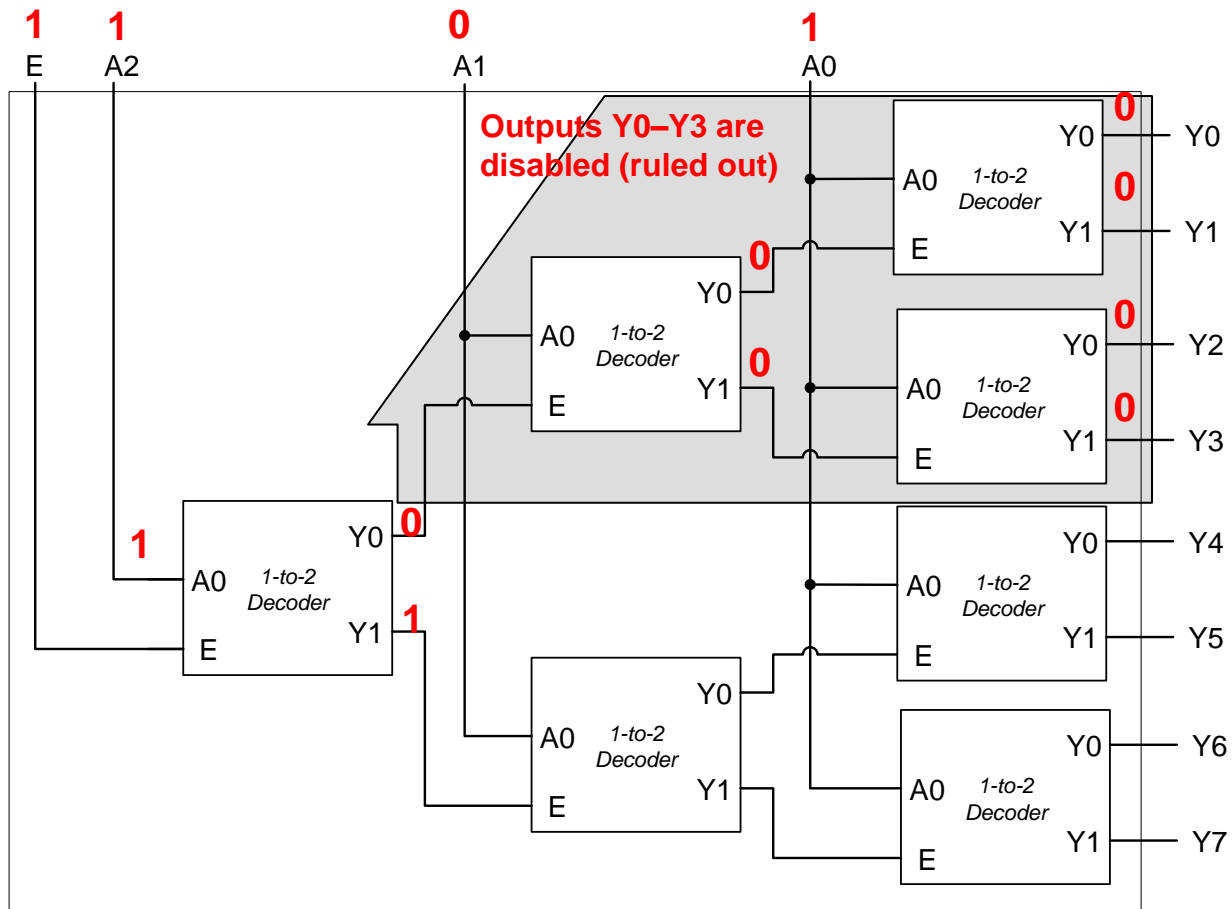 1 1 0 1
E A2 A1 A0
Outputs Y0–Y3 are
disabled (ruled out)
0
Y0 Y0
A0 1-to-2
Decoder
0
Y1 Y1
E
0
Y0
A0 1-to-2
Decoder
0
Y1
E
0
Y0 Y2
A0 1-to-2
Decoder
0
Y1 Y3
E
1
0
Y0
A0 1-to-2
Decoder
1
Y1
E
Y0 Y4
A0 1-to-2
Decoder
Y1 Y5
E
Y0
A0 1-to-2
Decoder
Y1
E
Y0 Y6
A0 1-to-2
Decoder
Y1 Y7
E